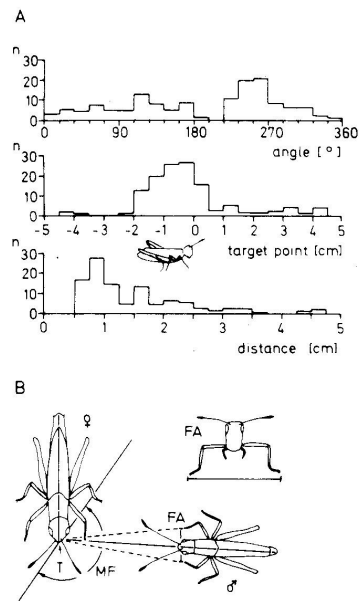 A
n
30
20
10
0
0 90 180 270 360
angle [°]
n
30
20
10
0
-5 -4 -3 -2 -1 0 1 2 3 4 5
target point [cm]
n
30
20
10
0
0 1 2 3 4 5
distance [cm]
B
♀
FA
FA
T
MF
♂